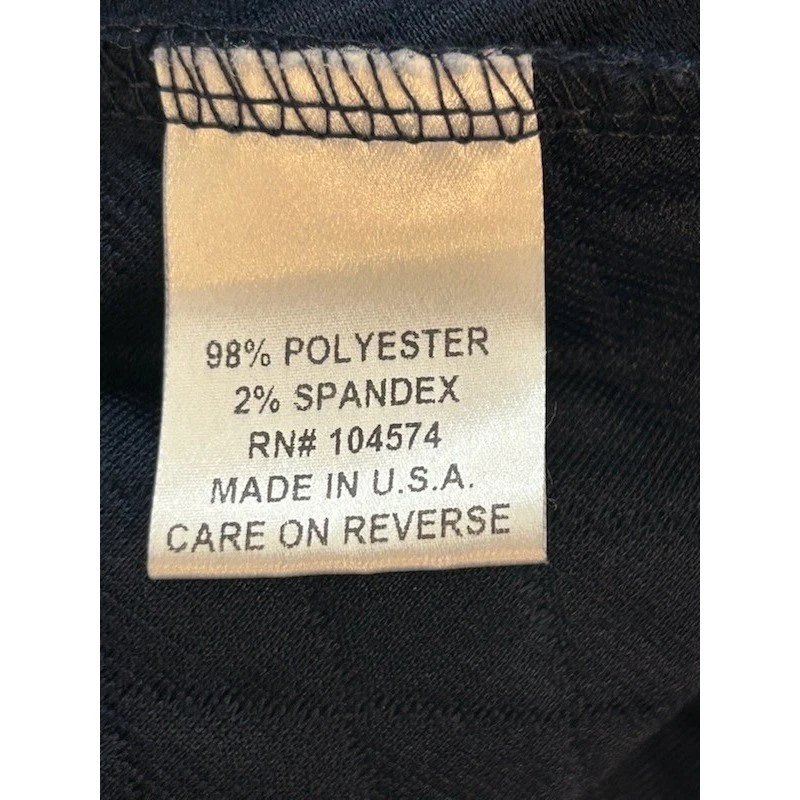 98% POLYESTER
2% SPANDEX
RN# 104574
MADE IN U.S.A.
CARE ON REVERSE